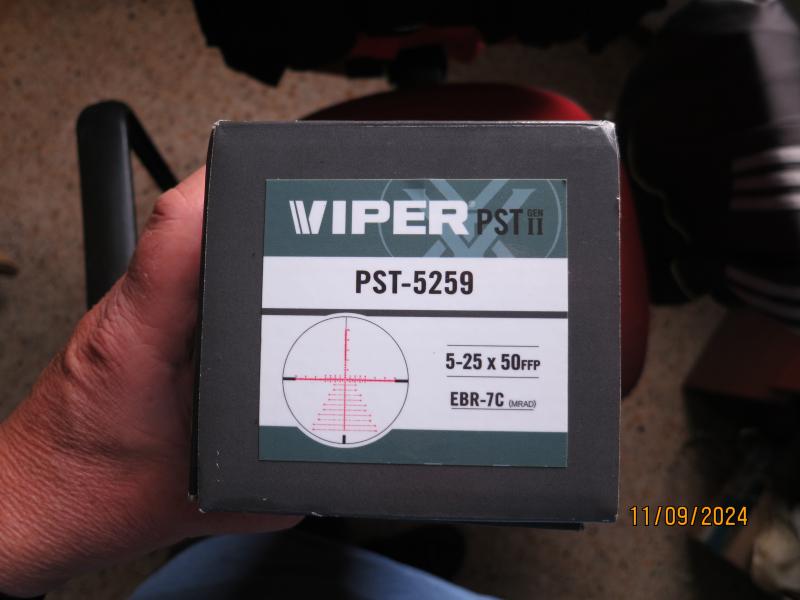 VIPER PST GEN II
PST-5259
5-25 x 50FFP
EBR-7C (MRAD)
11/09/2024